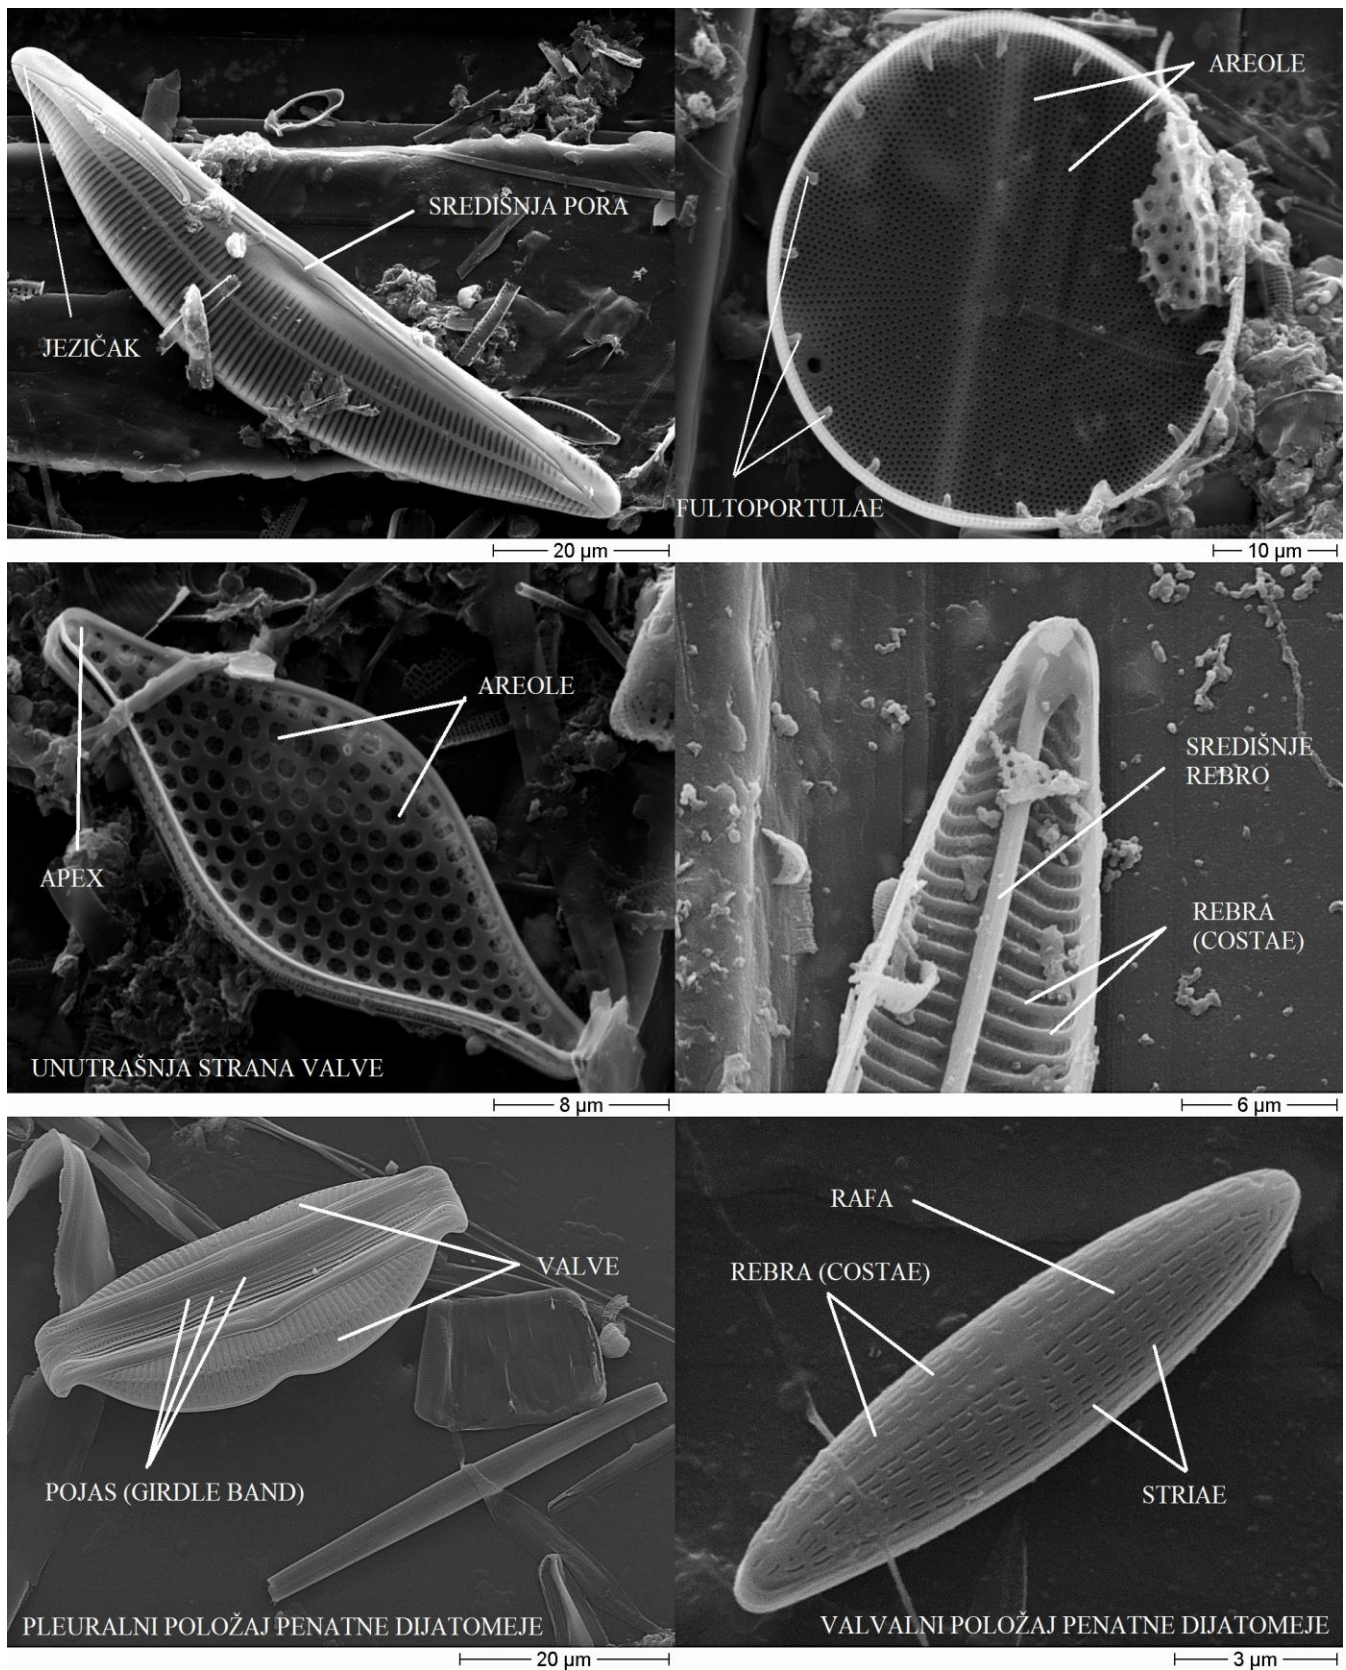 AREOLE
SREDIŠNJA PORA
JEZIČAK
FULTOPORTULAE
20 µm
10 µm
AREOLE
APEX
UNUTRAŠNJA STRANA VALVE
SREDIŠNJE
REBRO
REBRA
(COSTAE)
8 µm
6 µm
VALVE
POJAS (GIRDLE BAND)
PLEURALNI POLOŽAJ PENATNE DIJATOMEJE
RAFA
REBRA (COSTAE)
STRIAE
VALVALNI POLOŽAJ PENATNE DIJATOMEJE
20 µm
3 µm